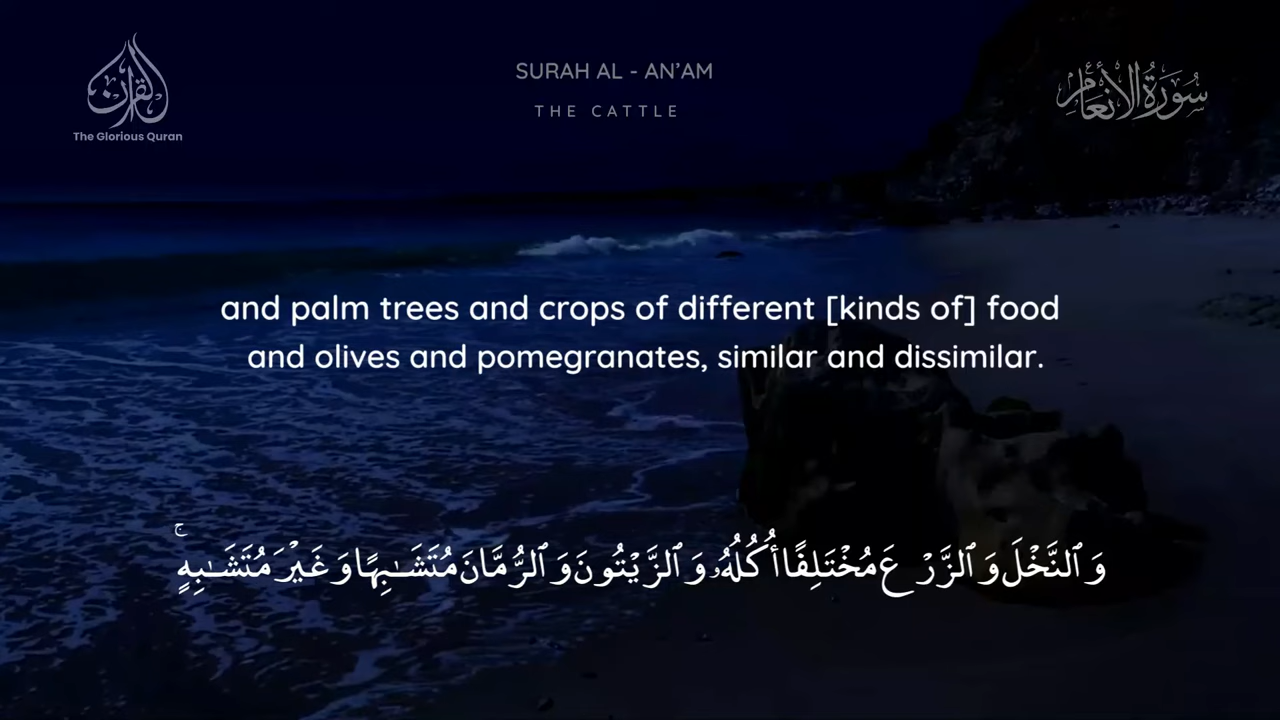 القرآن
The Glorious Quran
SURAH AL - AN’AM
THE CATTLE
سُورَةُ الأَنعَام
and palm trees and crops of different [kinds of] food
and olives and pomegranates, similar and dissimilar.
وَٱلنَّخْلَ وَٱلزَّرْعَ مُخْتَلِفًا أُكُلُهُۥ وَٱلزَّيْتُونَ وَٱلرُّمَّانَ مُتَشَـٰبِهًا وَغَيْرَ مُتَشَـٰبِهٍ ۚ